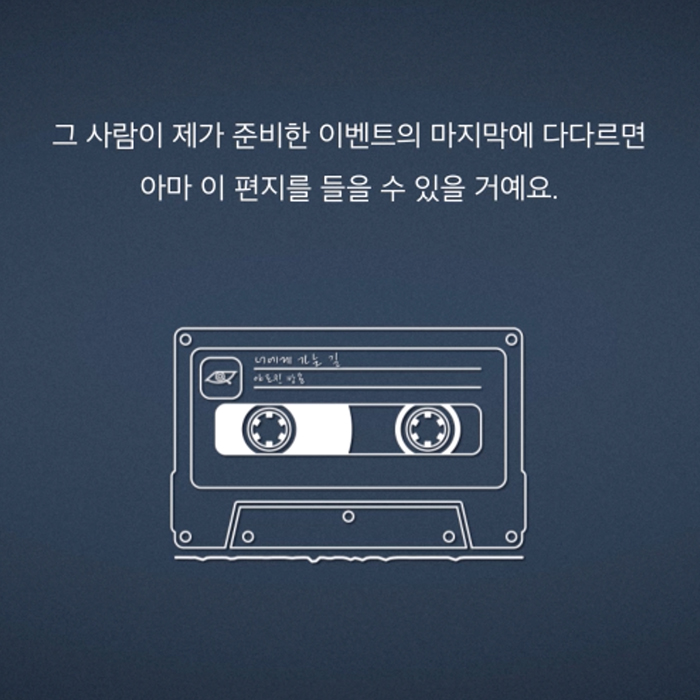 그 사람이 제가 준비한 이벤트의 마지막에 다다르면
아마 이 편지를 들을 수 있을 거예요.
너에게 가는 길